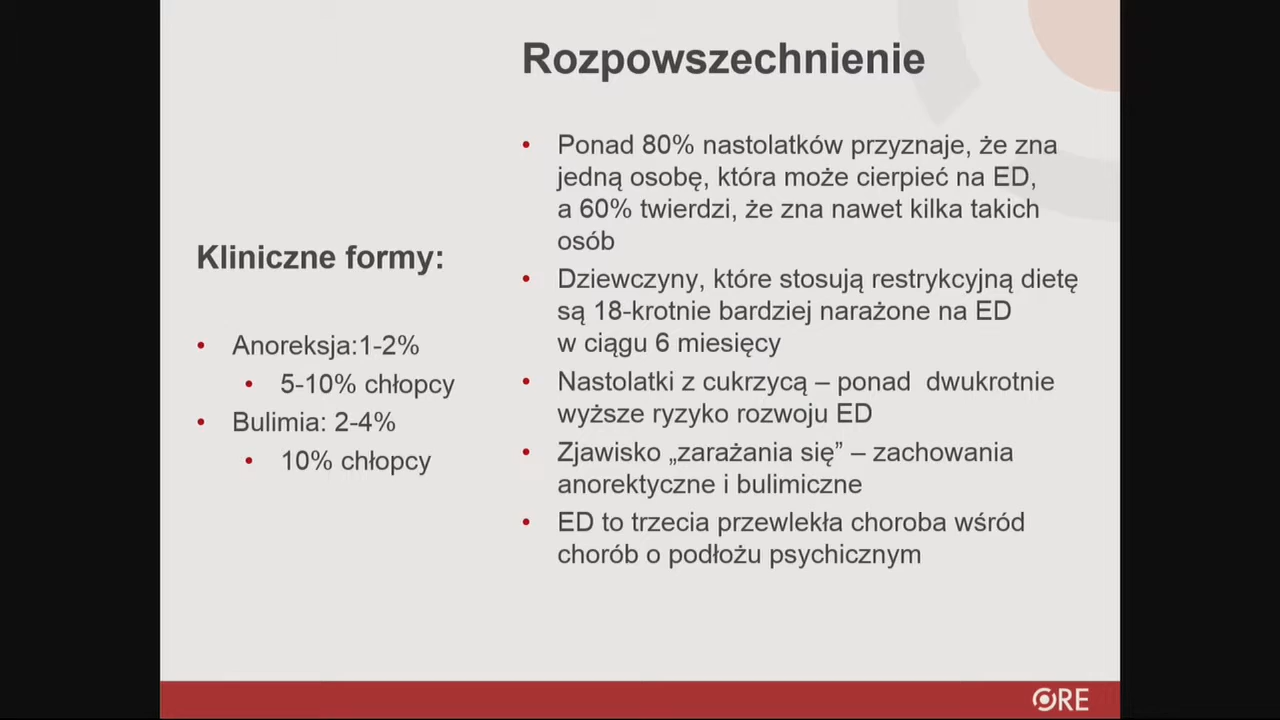 Rozpowszechnienie
Kliniczne formy:
• Anoreksja:1-2%
• 5-10% chłopcy
• Bulimia: 2-4%
• 10% chłopcy
• Ponad 80% nastolatków przyznaje, że zna
jedną osobę, która może cierpieć na ED,
a 60% twierdzi, że zna nawet kilka takich
osób
• Dziewczyny, które stosują restrykcyjną dietę
są 18-krotnie bardziej narażone na ED
w ciągu 6 miesięcy
• Nastolatki z cukrzycą – ponad dwukrotnie
wyższe ryzyko rozwoju ED
• Zjawisko „zarażania się” – zachowania
anorektyczne i bulimiczne
• ED to trzecia przewlekła choroba wśród
chorób o podłożu psychicznym
ORE